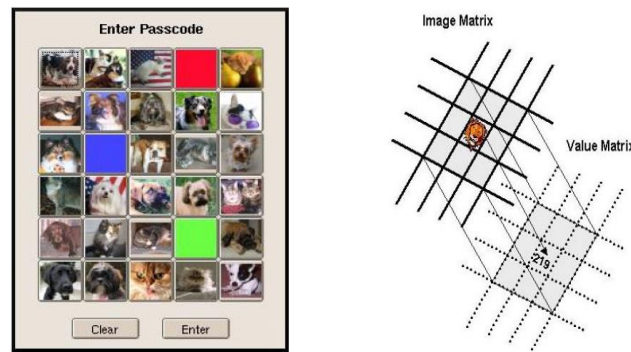 Enter Passcode
Clear
Enter
Image Matrix
Value Matrix
219